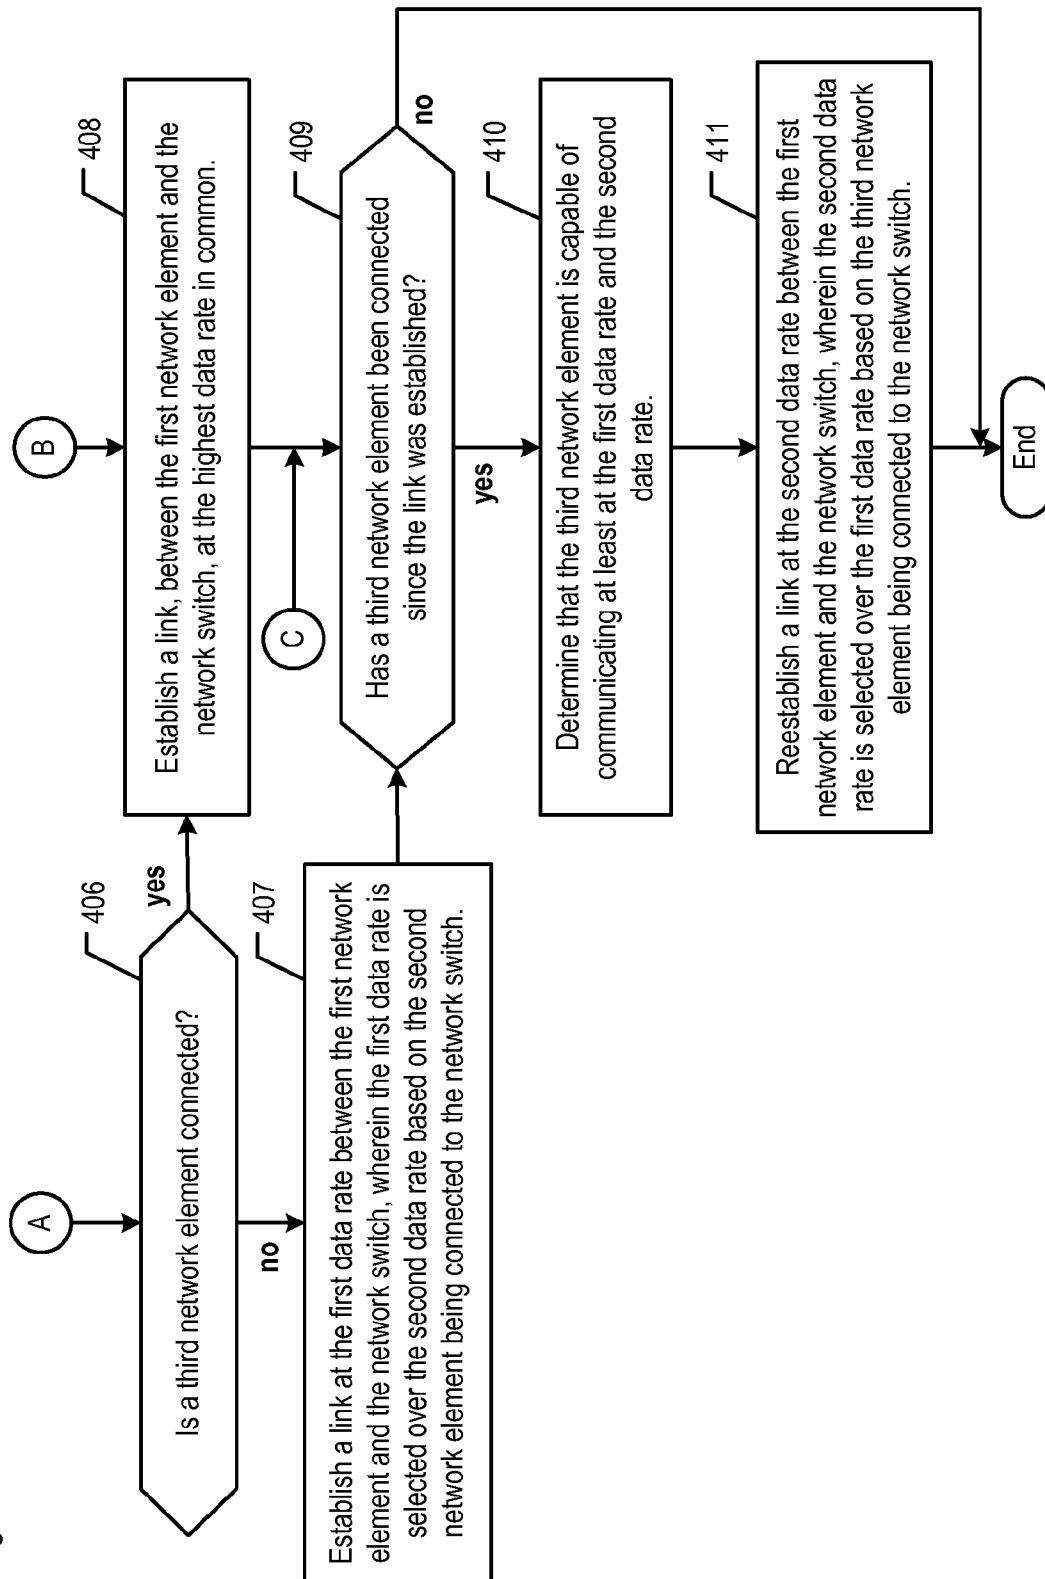 A
406
Is a third network element connected?
yes
no
407
Establish a link at the first data rate between the first network
element and the network switch, wherein the first data rate is
selected over the second data rate based on the second
network element being connected to the network switch.
B
408
Establish a link, between the first network element and the
network switch, at the highest data rate in common.
C
409
Has a third network element been connected
since the link was established?
no
yes
410
Determine that the third network element is capable of
communicating at least at the first data rate and the second
data rate.
411
Reestablish a link at the second data rate between the first
network element and the network switch, wherein the second data
rate is selected over the first data rate based on the third network
element being connected to the network switch.
End